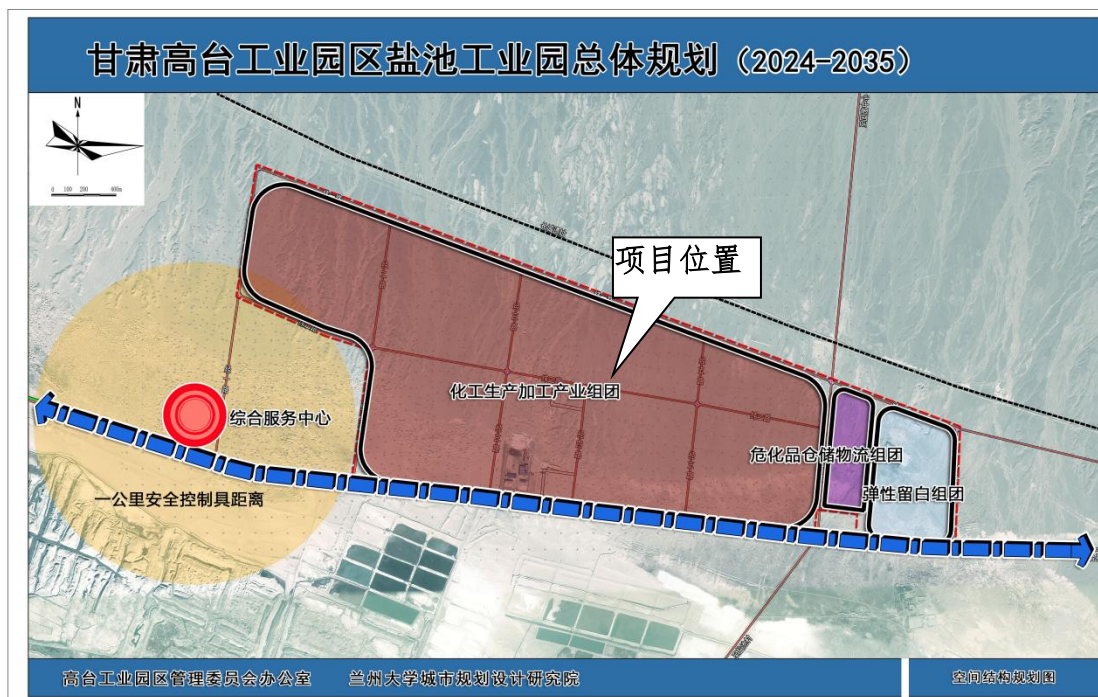 甘肃高台工业园区盐池工业园总体规划（2024-2035）
N
0 100 200 400m
项目位置
化工生产加工产业组团
综合服务中心
危化品仓储物流组团
弹性留白组团
一公里安全控制具距离
高台工业园区管理委员会办公室 兰州大学城市规划设计研究院 空间结构规划图